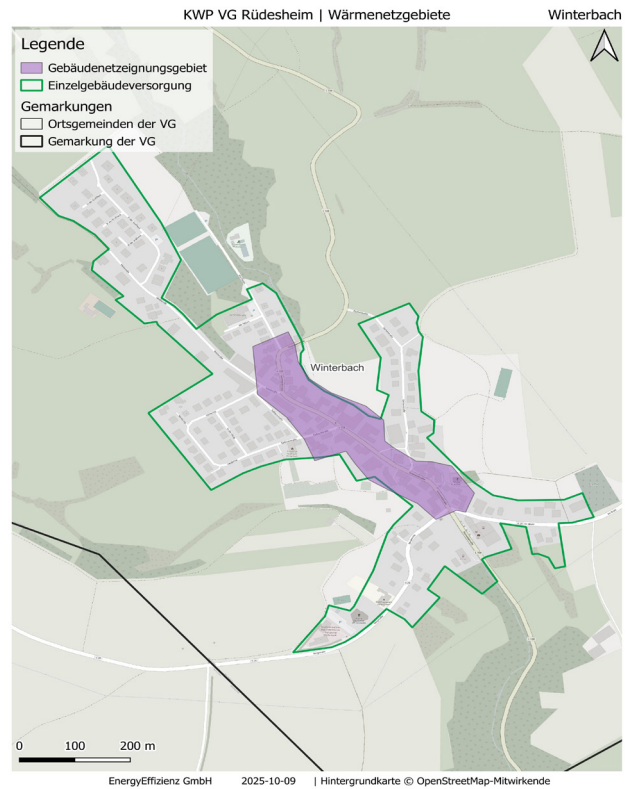 KWP VG Rüdesheim | Wärmenetzgebiete
Winterbach
Legende
Gebäudenetzeignungsgebiet
Einzelgebäudeversorgung
Gemarkungen
Ortsgemeinden der VG
Gemarkung der VG
Winterbach
0 100 200 m
EnergyEffizienz GmbH 2025-10-09 | Hintergrundkarte © OpenStreetMap-Mitwirkende